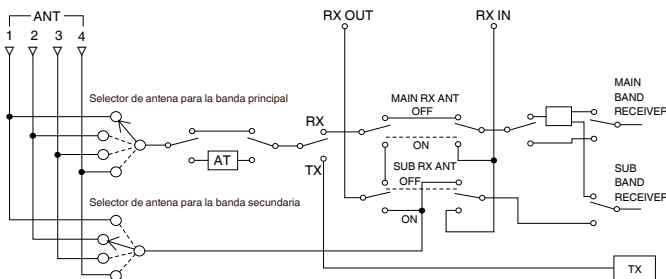 ANT
1 2 3 4
RX OUT
RX IN
Selector de antena para la banda principal
AT
RX
TX
MAIN RX ANT
OFF
ON
SUB RX ANT
OFF
ON
MAIN
BAND
RECEIVER
SUB
BAND
RECEIVER
Selector de antena para la banda secundaria
TX